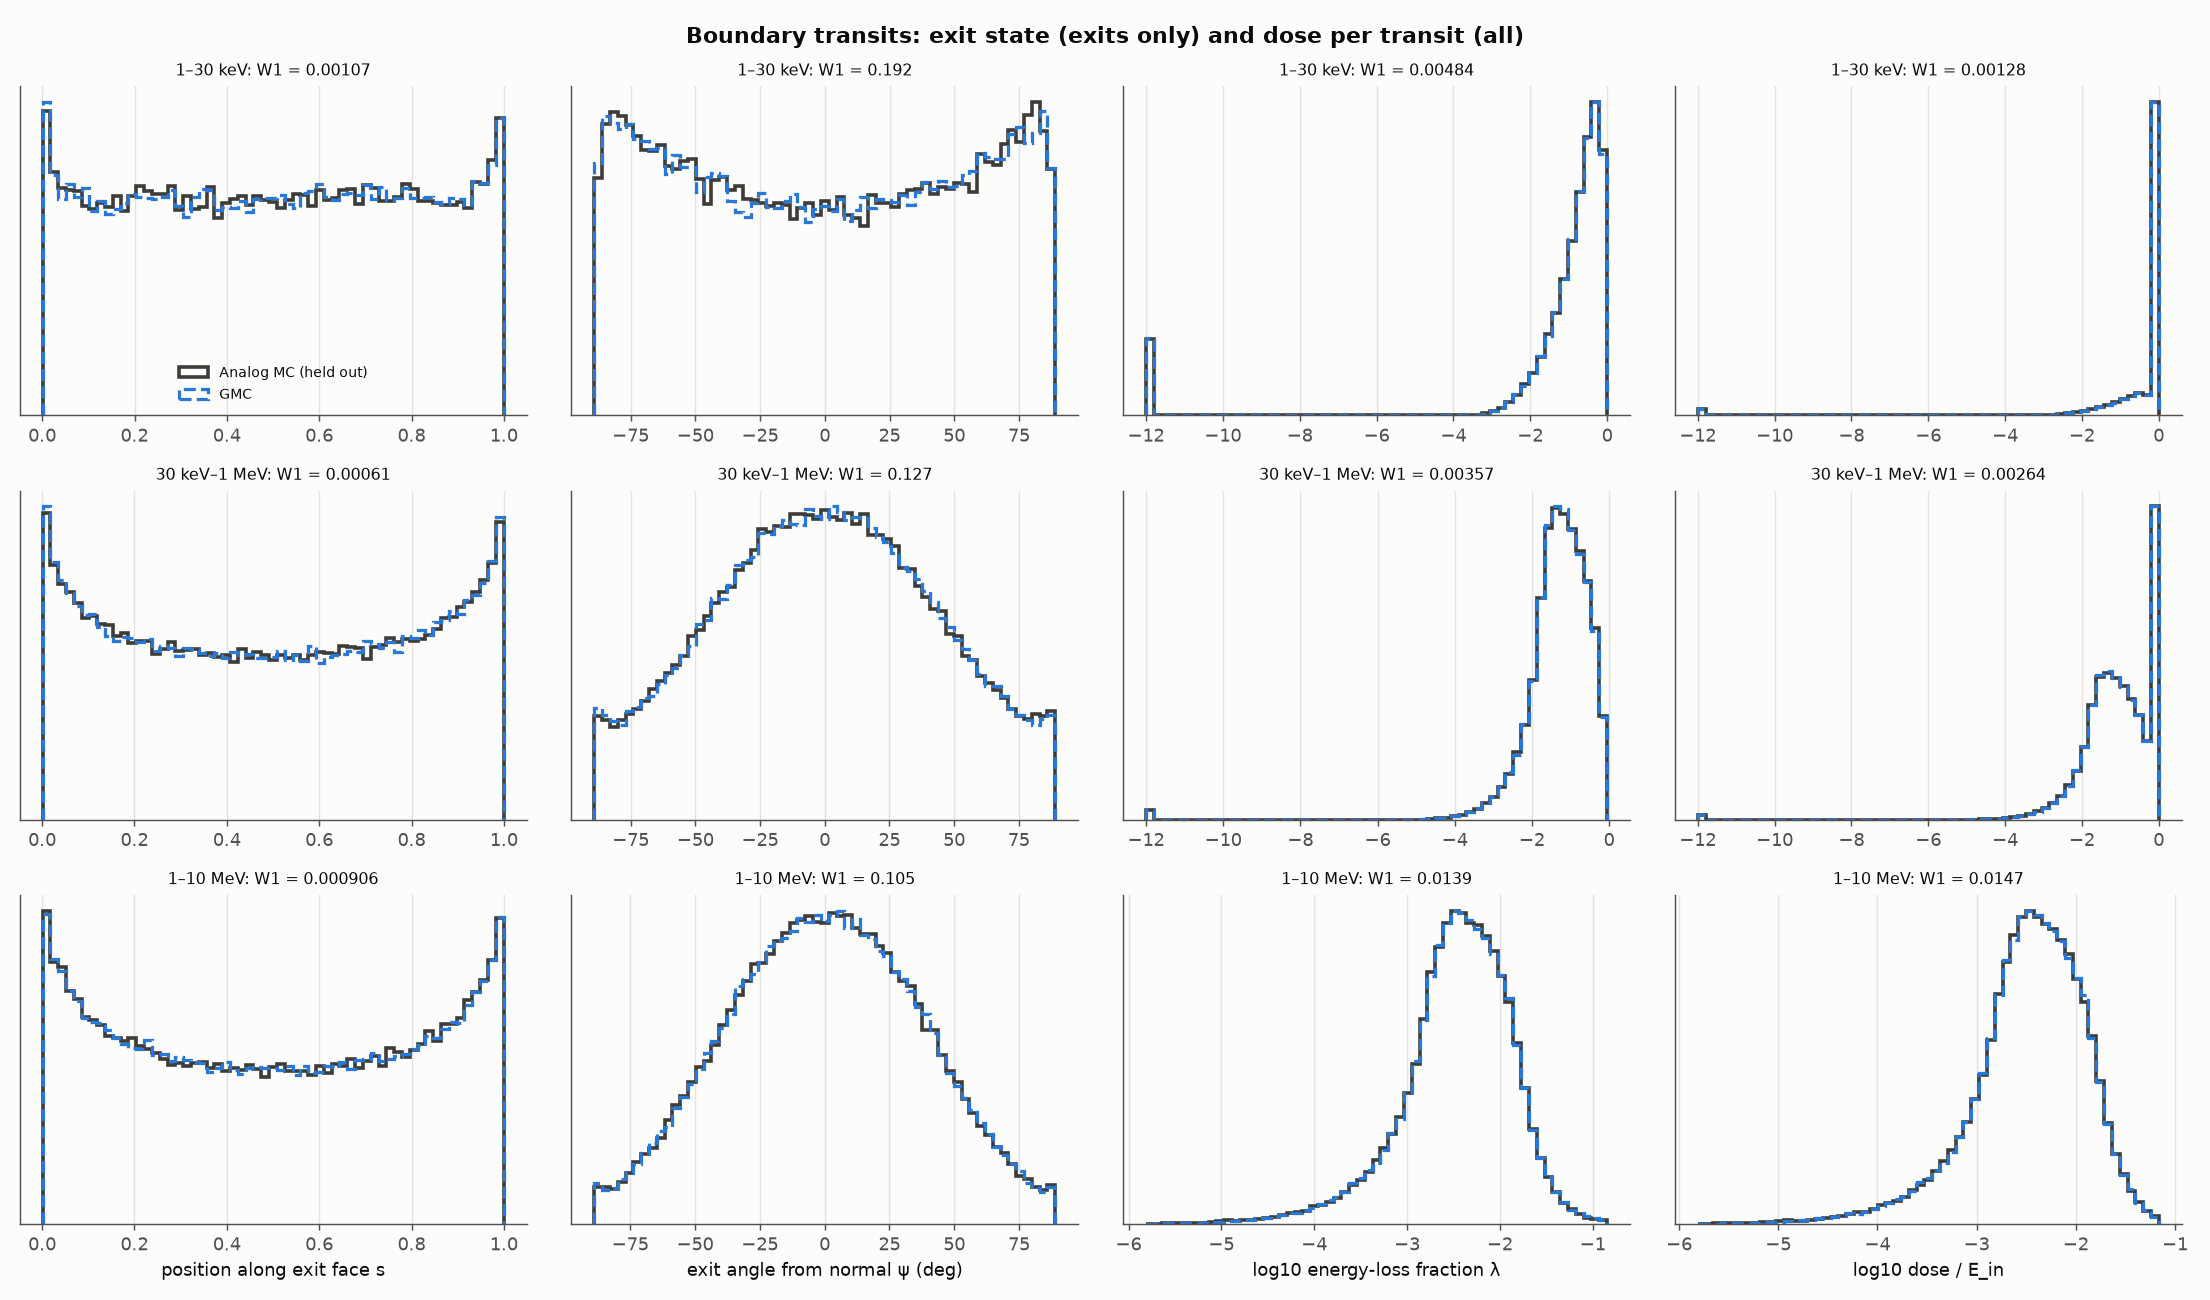 Boundary transits: exit state (exits only) and dose per transit (all)
1–30 keV: W1 = 0.00107
1–30 keV: W1 = 0.192
1–30 keV: W1 = 0.00484
1–30 keV: W1 = 0.00128
Analog MC (held out)
GMC
0.0 0.2 0.4 0.6 0.8 1.0
−75 −50 −25 0 25 50 75
−12 −10 −8 −6 −4 −2 0
−12 −10 −8 −6 −4 −2 0
30 keV–1 MeV: W1 = 0.00061
30 keV–1 MeV: W1 = 0.127
30 keV–1 MeV: W1 = 0.00357
30 keV–1 MeV: W1 = 0.00264
0.0 0.2 0.4 0.6 0.8 1.0
−75 −50 −25 0 25 50 75
−12 −10 −8 −6 −4 −2 0
−12 −10 −8 −6 −4 −2 0
1–10 MeV: W1 = 0.000906
1–10 MeV: W1 = 0.105
1–10 MeV: W1 = 0.0139
1–10 MeV: W1 = 0.0147
0.0 0.2 0.4 0.6 0.8 1.0
−75 −50 −25 0 25 50 75
−6 −5 −4 −3 −2 −1
−6 −5 −4 −3 −2 −1
position along exit face s
exit angle from normal ψ (deg)
log10 energy-loss fraction λ
log10 dose / E_in